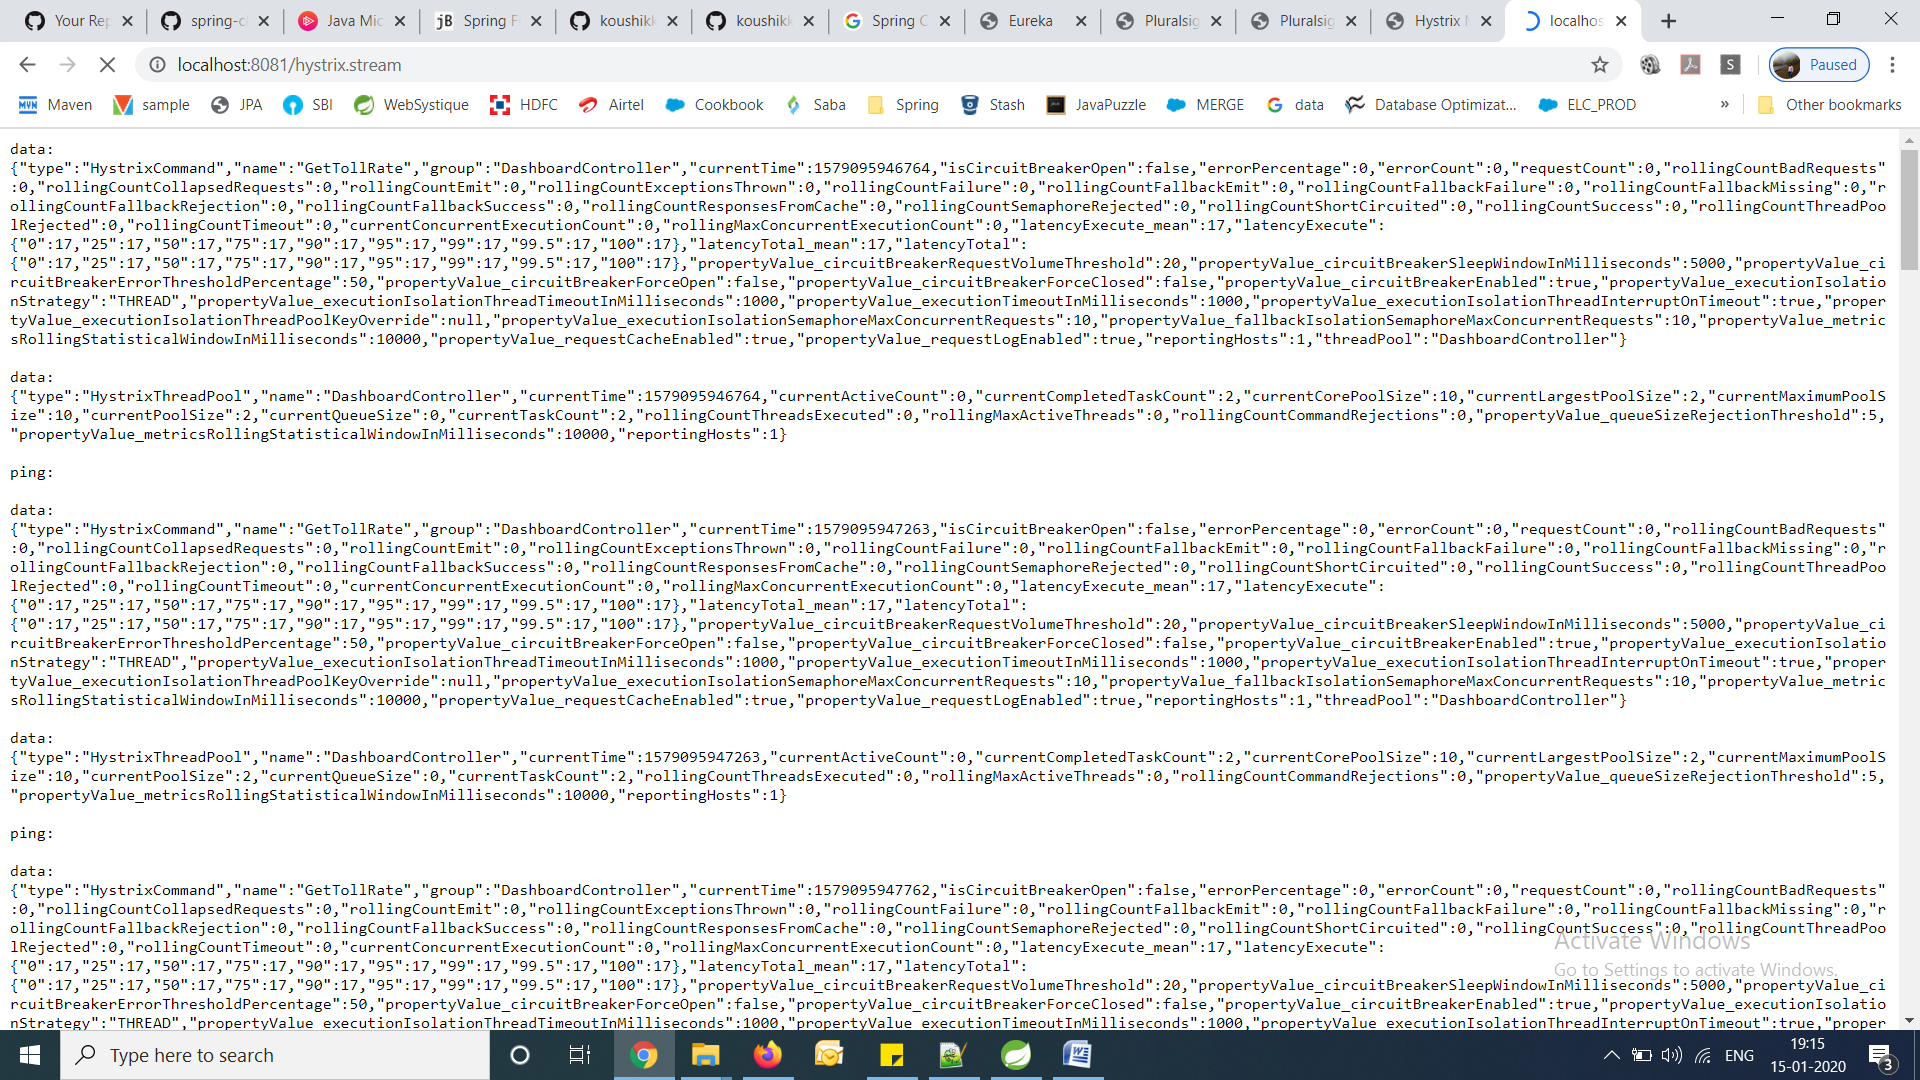 Your Rep
spring-cl
Java Mic
Spring F
koushikk
koushikk
Spring C
Eureka
Pluralsig
Pluralsig
Hystrix M
localhos
localhost:8081/hystrix.stream
Paused
Maven
sample
JPA
SBI
WebSystique
HDFC
Airtel
Cookbook
Saba
Spring
Stash
JavaPuzzle
MERGE
data
Database Optimizat...
ELC_PROD
»
Other bookmarks
data:
{"type":"HystrixCommand","name":"GetTollRate","group":"DashboardController","currentTime":1579095946764,"isCircuitBreakerOpen":false,"errorPercentage":0,"errorCount":0,"requestCount":0,"rollingCountBadRequests"
:0,"rollingCountCollapsedRequests":0,"rollingCountEmit":0,"rollingCountExceptionsThrown":0,"rollingCountFailure":0,"rollingCountFallbackEmit":0,"rollingCountFallbackFailure":0,"rollingCountFallbackMissing":0,"r
ollingCountFallbackRejection":0,"rollingCountFallbackSuccess":0,"rollingCountResponsesFromCache":0,"rollingCountSemaphoreRejected":0,"rollingCountShortCircuited":0,"rollingCountSuccess":0,"rollingCountThreadPoo
lRejected":0,"rollingCountTimeout":0,"currentConcurrentExecutionCount":0,"rollingMaxConcurrentExecutionCount":0,"latencyExecute_mean":17,"latencyExecute":
{"0":17,"25":17,"50":17,"75":17,"90":17,"95":17,"99":17,"99.5":17,"100":17},"latencyTotal_mean":17,"latencyTotal":
{"0":17,"25":17,"50":17,"75":17,"90":17,"95":17,"99":17,"99.5":17,"100":17},"propertyValue_circuitBreakerRequestVolumeThreshold":20,"propertyValue_circuitBreakerSleepWindowInMilliseconds":5000,"propertyValue_ci
rcuitBreakerErrorThresholdPercentage":50,"propertyValue_circuitBreakerForceOpen":false,"propertyValue_circuitBreakerForceClosed":false,"propertyValue_circuitBreakerEnabled":true,"propertyValue_executionIsolatio
nStrategy":"THREAD","propertyValue_executionIsolationThreadTimeoutInMilliseconds":1000,"propertyValue_executionTimeoutInMilliseconds":1000,"propertyValue_executionIsolationThreadInterruptOnTimeout":true,"proper
tyValue_executionIsolationThreadPoolKeyOverride":null,"propertyValue_executionIsolationSemaphoreMaxConcurrentRequests":10,"propertyValue_fallbackIsolationSemaphoreMaxConcurrentRequests":10,"propertyValue_metric
sRollingStatisticalWindowInMilliseconds":10000,"propertyValue_requestCacheEnabled":true,"propertyValue_requestLogEnabled":true,"reportingHosts":1,"threadPool":"DashboardController"}
data:
{"type":"HystrixThreadPool","name":"DashboardController","currentTime":1579095946764,"currentActiveCount":0,"currentCompletedTaskCount":2,"currentCorePoolSize":10,"currentLargestPoolSize":2,"currentMaximumPoolS
ize":10,"currentPoolSize":2,"currentQueueSize":0,"currentTaskCount":2,"rollingCountThreadsExecuted":0,"rollingMaxActiveThreads":0,"rollingCountCommandRejections":0,"propertyValue_queueSizeRejectionThreshold":5,
"propertyValue_metricsRollingStatisticalWindowInMilliseconds":10000,"reportingHosts":1}
ping:
data:
{"type":"HystrixCommand","name":"GetTollRate","group":"DashboardController","currentTime":1579095947263,"isCircuitBreakerOpen":false,"errorPercentage":0,"errorCount":0,"requestCount":0,"rollingCountBadRequests"
:0,"rollingCountCollapsedRequests":0,"rollingCountEmit":0,"rollingCountExceptionsThrown":0,"rollingCountFailure":0,"rollingCountFallbackEmit":0,"rollingCountFallbackFailure":0,"rollingCountFallbackMissing":0,"r
ollingCountFallbackRejection":0,"rollingCountFallbackSuccess":0,"rollingCountResponsesFromCache":0,"rollingCountSemaphoreRejected":0,"rollingCountShortCircuited":0,"rollingCountSuccess":0,"rollingCountThreadPoo
lRejected":0,"rollingCountTimeout":0,"currentConcurrentExecutionCount":0,"rollingMaxConcurrentExecutionCount":0,"latencyExecute_mean":17,"latencyExecute":
{"0":17,"25":17,"50":17,"75":17,"90":17,"95":17,"99":17,"99.5":17,"100":17},"latencyTotal_mean":17,"latencyTotal":
{"0":17,"25":17,"50":17,"75":17,"90":17,"95":17,"99":17,"99.5":17,"100":17},"propertyValue_circuitBreakerRequestVolumeThreshold":20,"propertyValue_circuitBreakerSleepWindowInMilliseconds":5000,"propertyValue_ci
rcuitBreakerErrorThresholdPercentage":50,"propertyValue_circuitBreakerForceOpen":false,"propertyValue_circuitBreakerForceClosed":false,"propertyValue_circuitBreakerEnabled":true,"propertyValue_executionIsolatio
nStrategy":"THREAD","propertyValue_executionIsolationThreadTimeoutInMilliseconds":1000,"propertyValue_executionTimeoutInMilliseconds":1000,"propertyValue_executionIsolationThreadInterruptOnTimeout":true,"proper
tyValue_executionIsolationThreadPoolKeyOverride":null,"propertyValue_executionIsolationSemaphoreMaxConcurrentRequests":10,"propertyValue_fallbackIsolationSemaphoreMaxConcurrentRequests":10,"propertyValue_metric
sRollingStatisticalWindowInMilliseconds":10000,"propertyValue_requestCacheEnabled":true,"propertyValue_requestLogEnabled":true,"reportingHosts":1,"threadPool":"DashboardController"}
data:
{"type":"HystrixThreadPool","name":"DashboardController","currentTime":1579095947263,"currentActiveCount":0,"currentCompletedTaskCount":2,"currentCorePoolSize":10,"currentLargestPoolSize":2,"currentMaximumPoolS
ize":10,"currentPoolSize":2,"currentQueueSize":0,"currentTaskCount":2,"rollingCountThreadsExecuted":0,"rollingMaxActiveThreads":0,"rollingCountCommandRejections":0,"propertyValue_queueSizeRejectionThreshold":5,
"propertyValue_metricsRollingStatisticalWindowInMilliseconds":10000,"reportingHosts":1}
ping:
data:
{"type":"HystrixCommand","name":"GetTollRate","group":"DashboardController","currentTime":1579095947762,"isCircuitBreakerOpen":false,"errorPercentage":0,"errorCount":0,"requestCount":0,"rollingCountBadRequests"
:0,"rollingCountCollapsedRequests":0,"rollingCountEmit":0,"rollingCountExceptionsThrown":0,"rollingCountFailure":0,"rollingCountFallbackEmit":0,"rollingCountFallbackFailure":0,"rollingCountFallbackMissing":0,"r
ollingCountFallbackRejection":0,"rollingCountFallbackSuccess":0,"rollingCountResponsesFromCache":0,"rollingCountSemaphoreRejected":0,"rollingCountShortCircuited":0,"rollingCountSuccess":0,"rollingCountThreadPoo
lRejected":0,"rollingCountTimeout":0,"currentConcurrentExecutionCount":0,"rollingMaxConcurrentExecutionCount":0,"latencyExecute_mean":17,"latencyExecute":
Activate Windows
{"0":17,"25":17,"50":17,"75":17,"90":17,"95":17,"99":17,"99.5":17,"100":17},"latencyTotal_mean":17,"latencyTotal":
Go to Settings to activate Windows.
{"0":17,"25":17,"50":17,"75":17,"90":17,"95":17,"99":17,"99.5":17,"100":17},"propertyValue_circuitBreakerRequestVolumeThreshold":20,"propertyValue_circuitBreakerSleepWindowInMilliseconds":5000,"propertyValue_ci
rcuitBreakerErrorThresholdPercentage":50,"propertyValue_circuitBreakerForceOpen":false,"propertyValue_circuitBreakerForceClosed":false,"propertyValue_circuitBreakerEnabled":true,"propertyValue_executionIsolatio
nStrategy":"THREAD","propertyValue_executionIsolationThreadTimeoutInMilliseconds":1000,"propertyValue_executionTimeoutInMilliseconds":1000,"propertyValue_executionIsolationThreadInterruptOnTimeout":true,"proper
Type here to search
ENG
19:15
15-01-2020
3